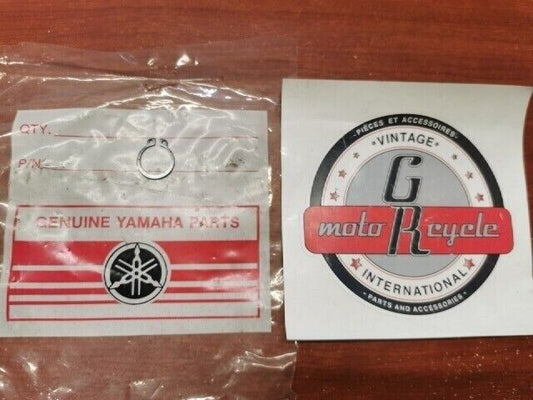 QTY.
P/N.
GENUINE YAMAHA PARTS
PIECES ET ACCESSOIRES
VINTAGE
G
moto R cycle
INTERNATIONAL
PARTS AND ACCESSORIES